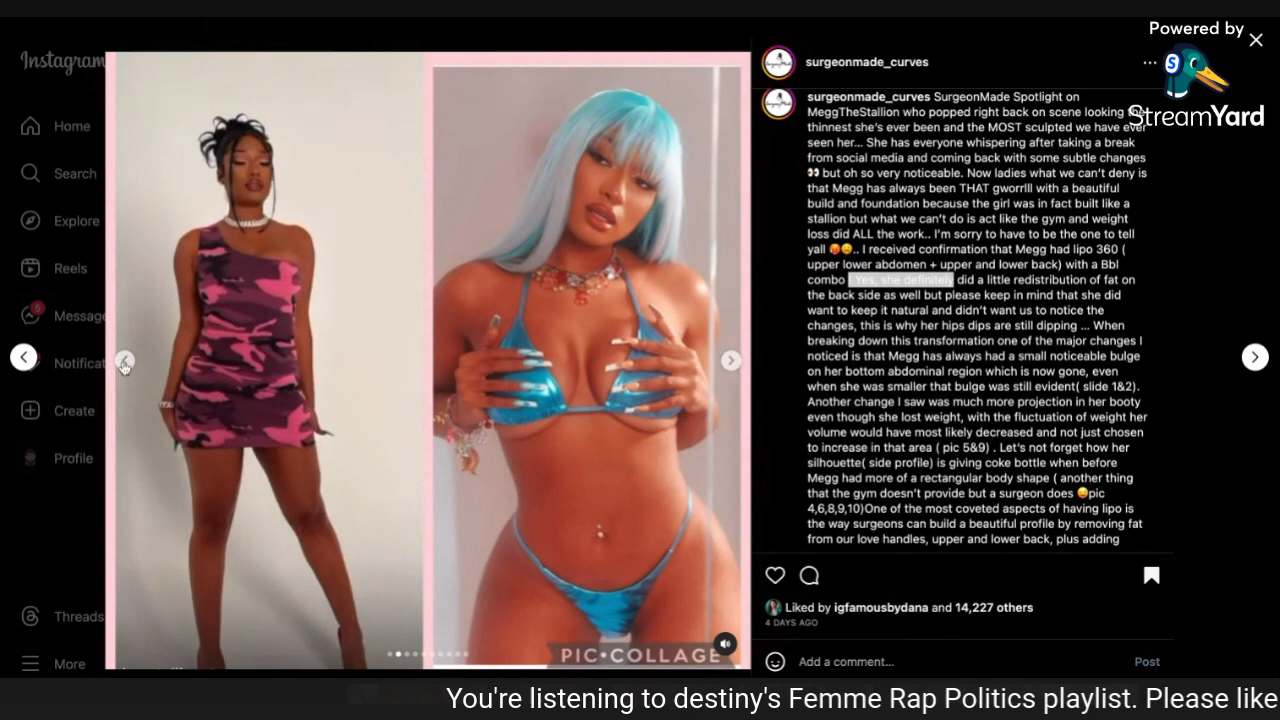 Powered by
StreamYard
Instagram
Home
Search
Explore
Reels
6
Message
Notificat
Create
Profile
Threads
More
PIC•COLLAGE
surgeonmade_curves
surgeonmade_curves SurgeonMade Spotlight on
MeggTheStallion who popped right back on scene looking the
thinnest she's ever been and the MOST sculpted we have ever
seen her... She has everyone whispering after taking a break
from social media and coming back with some subtle changes
👀 but oh so very noticeable. Now ladies what we can't deny is
that Megg has always been THAT gworrlll with a beautiful
build and foundation because the girl was in fact built like a
stallion but what we can't do is act like the gym and weight
loss did ALL the work.. I'm sorry to have to be the one to tell
yall 🥵😩.. I received confirmation that Megg had lipo 360 (
upper lower abdomen + upper and lower back) with a Bbl
combo ! Yes, she definitely did a little redistribution of fat on
the back side as well but please keep in mind that she did
want to keep it natural and didn't want us to notice the
changes, this is why her hips dips are still dipping ... When
breaking down this transformation one of the major changes I
noticed is that Megg has always had a small noticeable bulge
on her bottom abdominal region which is now gone, even
when she was smaller that bulge was still evident( slide 1&2).
Another change I saw was much more projection in her booty
even though she lost weight, with the fluctuation of weight her
volume would have most likely decreased and not just chosen
to increase in that area ( pic 5&9) . Let's not forget how her
silhouette( side profile) is giving coke bottle when before
Megg had more of a rectangular body shape ( another thing
that the gym doesn't provide but a surgeon does 😜pic
4,6,8,9,10)One of the most coveted aspects of having lipo is
the way surgeons can build a beautiful profile by removing fat
from our love handles, upper and lower back, plus adding
Liked by igfamousbydana and 14,227 others
4 DAYS AGO
Add a comment...
Post
You're listening to destiny's Femme Rap Politics playlist. Please like